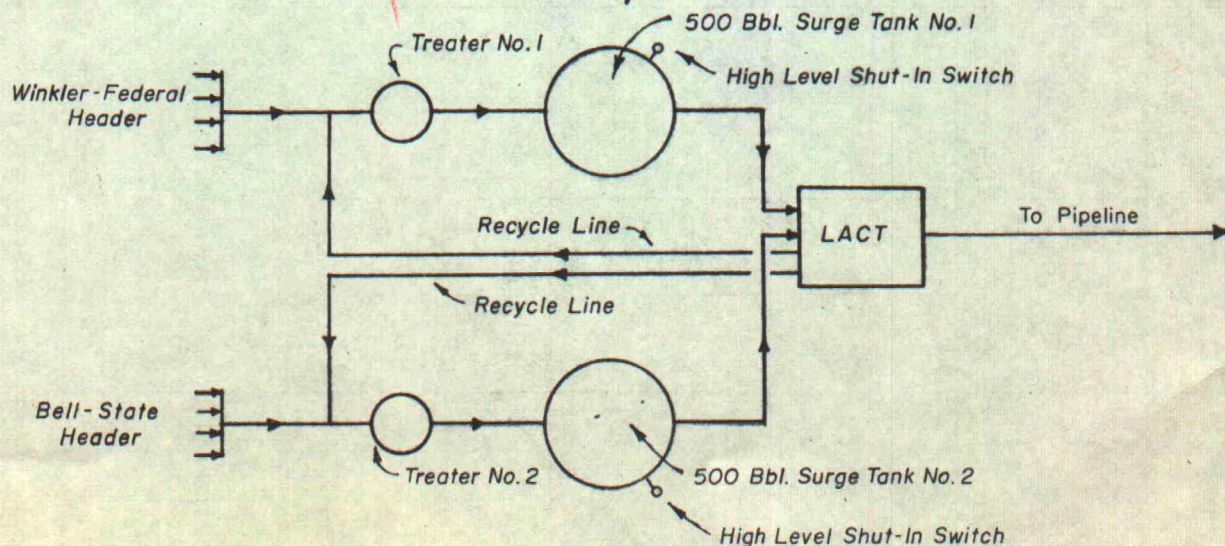 500 Bbl. Surge Tank No. 1
Treater No. 1
High Level Shut-In Switch
Winkler-Federal
Header
To Pipeline
Recycle Line
LACT
Recycle Line
Bell-State
Header
Treater No. 2
500 Bbl. Surge Tank No. 2
High Level Shut-In Switch